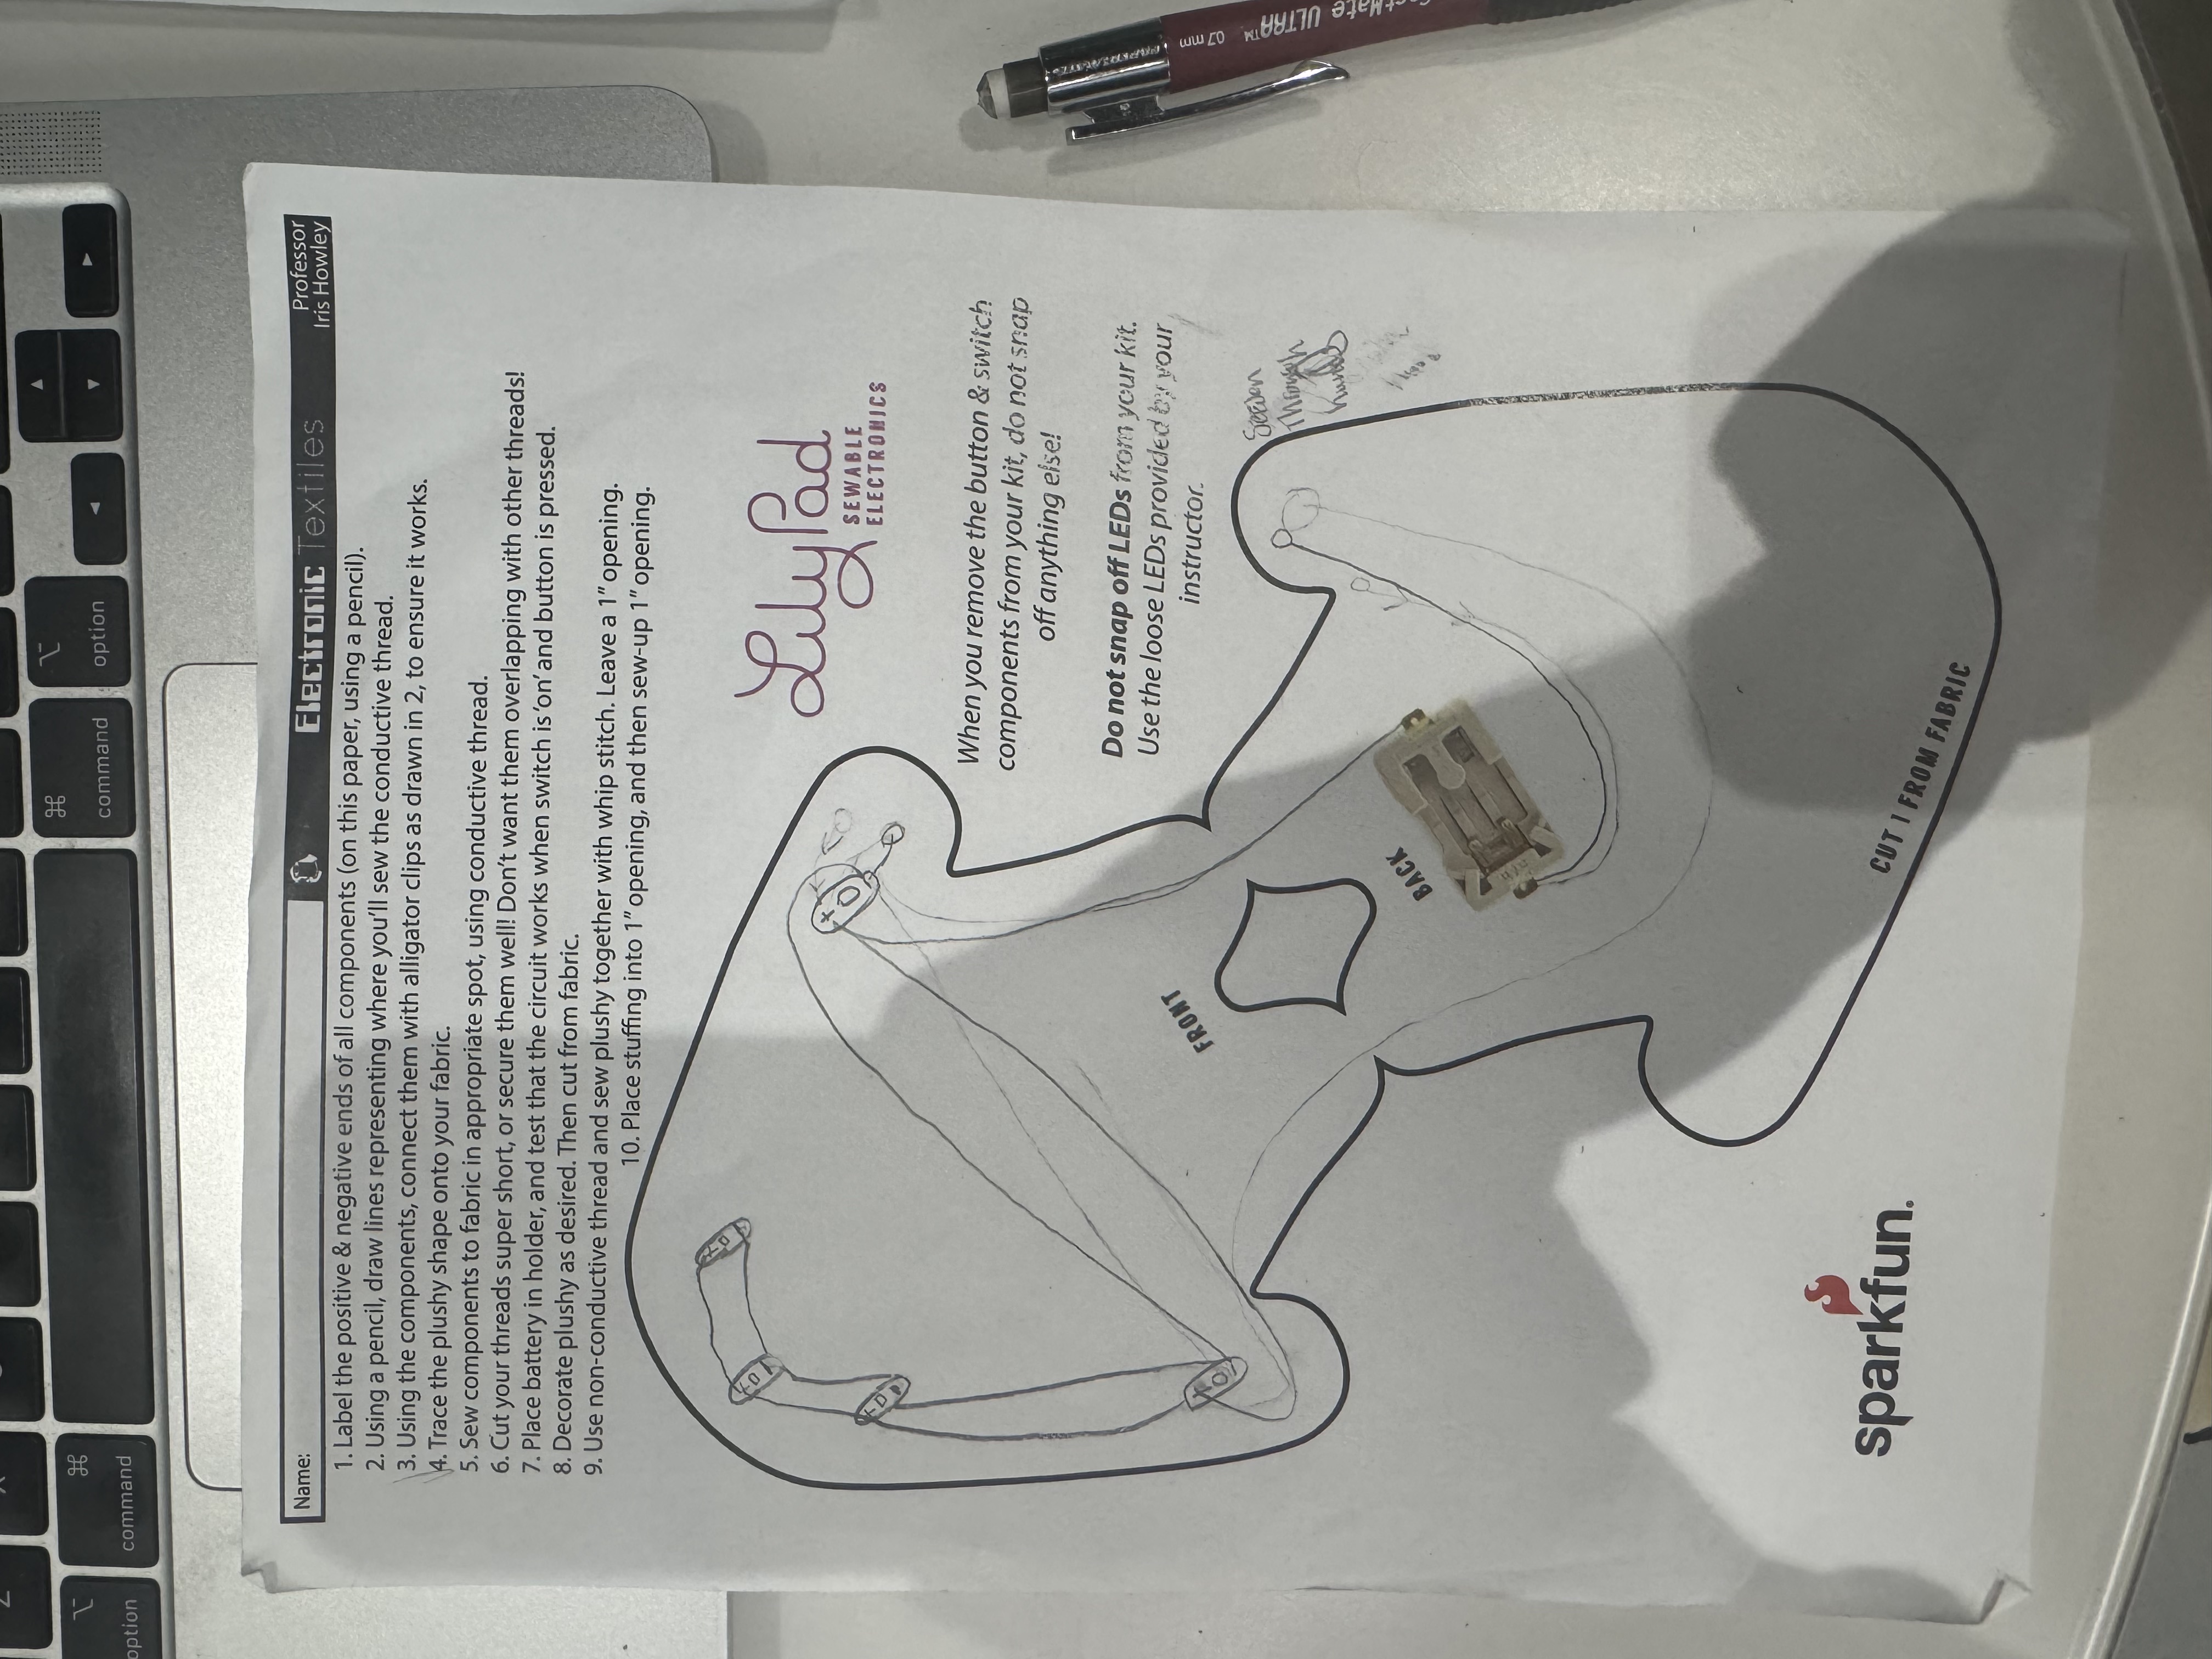 option
⌘
command
⌘
command
option
Name:
Electronic Textiles
Professor
Iris Howley
1. Label the positive & negative ends of all components (on this paper, using a pencil).
2. Using a pencil, draw lines representing where you'll sew the conductive thread.
3. Using the components, connect them with alligator clips as drawn in 2, to ensure it works.
4. Trace the plushy shape onto your fabric.
5. Sew components to fabric in appropriate spot, using conductive thread.
6. Cut your threads super short, or secure them well! Don't want them overlapping with other threads!
7. Place battery in holder, and test that the circuit works when switch is 'on' and button is pressed.
8. Decorate plushy as desired. Then cut from fabric.
9. Use non-conductive thread and sew plushy together with whip stitch. Leave a 1" opening.
10. Place stuffing into 1" opening, and then sew-up 1" opening.
LilyPad
SEWABLE
ELECTRONICS
When you remove the button & switch
components from your kit, do not snap
off anything else!
Do not snap off LEDs from your kit.
Use the loose LEDs provided by your
instructor.
FRONT
Through
BACK
0.7 mm
Mate ULTRA™
CUT 1 FROM FABRIC
sparkfun.